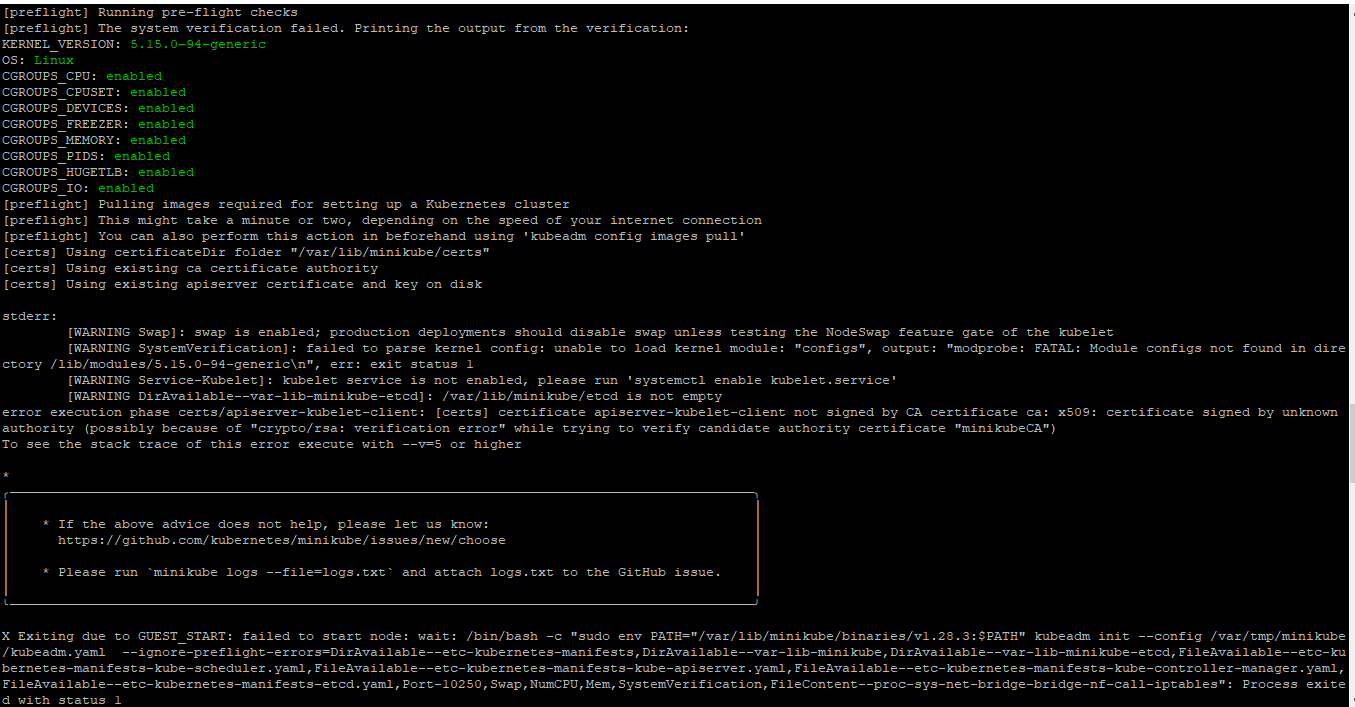 [preflight] Running pre-flight checks
[preflight] The system verification failed. Printing the output from the verification:
KERNEL_VERSION: 5.15.0-94-generic
OS: Linux
CGROUPS_CPU: enabled
CGROUPS_CPUSET: enabled
CGROUPS_DEVICES: enabled
CGROUPS_FREEZER: enabled
CGROUPS_MEMORY: enabled
CGROUPS_PIDS: enabled
CGROUPS_HUGETLB: enabled
CGROUPS_IO: enabled
[preflight] Pulling images required for setting up a Kubernetes cluster
[preflight] This might take a minute or two, depending on the speed of your internet connection
[preflight] You can also perform this action in beforehand using 'kubeadm config images pull'
[certs] Using certificateDir folder "/var/lib/minikube/certs"
[certs] Using existing ca certificate authority
[certs] Using existing apiserver certificate and key on disk
stderr:
[WARNING Swap]: swap is enabled; production deployments should disable swap unless testing the NodeSwap feature gate of the kubelet
[WARNING SystemVerification]: failed to parse kernel config: unable to load kernel module: "configs", output: "modprobe: FATAL: Module configs not found in dire
ctory /lib/modules/5.15.0-94-generic\n", err: exit status 1
[WARNING Service-Kubelet]: kubelet service is not enabled, please run 'systemctl enable kubelet.service'
[WARNING DirAvailable--var-lib-minikube-etcd]: /var/lib/minikube/etcd is not empty
error execution phase certs/apiserver-kubelet-client: [certs] certificate apiserver-kubelet-client not signed by CA certificate ca: x509: certificate signed by unknown
authority (possibly because of "crypto/rsa: verification error" while trying to verify candidate authority certificate "minikubeCA")
To see the stack trace of this error execute with --v=5 or higher
*
* If the above advice does not help, please let us know:
https://github.com/kubernetes/minikube/issues/new/choose
* Please run `minikube logs --file=logs.txt` and attach logs.txt to the GitHub issue.
X Exiting due to GUEST_START: failed to start node: wait: /bin/bash -c "sudo env PATH="/var/lib/minikube/binaries/v1.28.3:$PATH" kubeadm init --config /var/tmp/minikube
/kubeadm.yaml  --ignore-preflight-errors=DirAvailable--etc-kubernetes-manifests,DirAvailable--var-lib-minikube,DirAvailable--var-lib-minikube-etcd,FileAvailable--etc-ku
bernetes-manifests-kube-scheduler.yaml,FileAvailable--etc-kubernetes-manifests-kube-apiserver.yaml,FileAvailable--etc-kubernetes-manifests-kube-controller-manager.yaml,
FileAvailable--etc-kubernetes-manifests-etcd.yaml,Port-10250,Swap,NumCPU,Mem,SystemVerification,FileContent--proc-sys-net-bridge-bridge-nf-call-iptables": Process exite
d with status 1